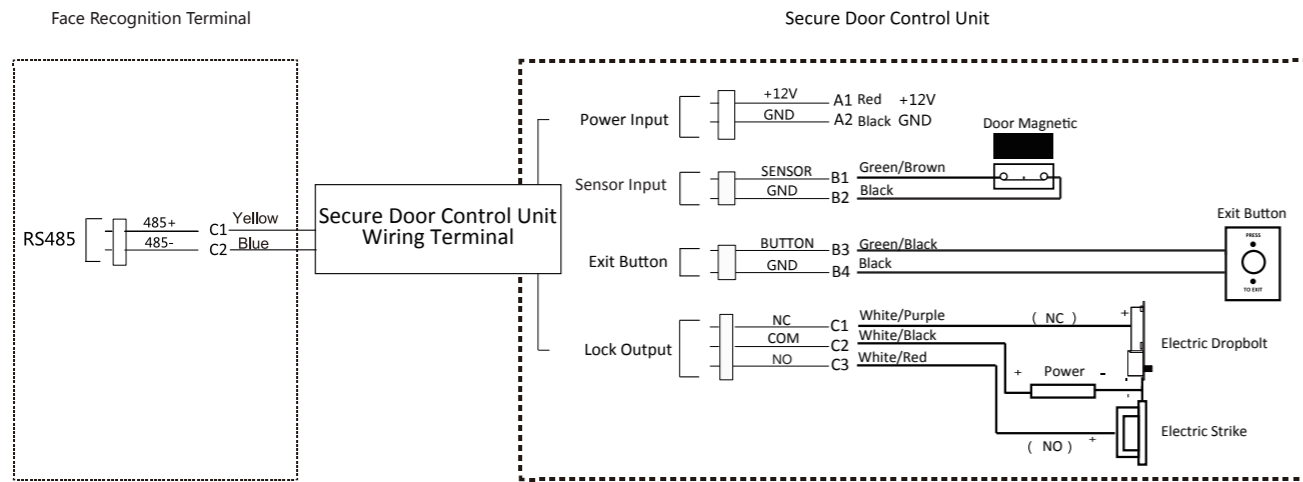 Face Recognition Terminal
Secure Door Control Unit
RS485
485+ C1 Yellow
485- C2 Blue
Secure Door Control Unit
Wiring Terminal
Power Input
+12V A1 Red +12V
GND A2 Black GND
Door Magnetic
Sensor Input
SENSOR B1 Green/Brown
GND B2 Black
Exit Button
BUTTON B3 Green/Black
GND B4 Black
Exit Button
PRESS
TO EXIT
Lock Output
NC C1 White/Purple ( NC ) +
COM C2 White/Black
NO C3 White/Red
Electric Dropbolt
+ Power -
Electric Strike
( NO ) +